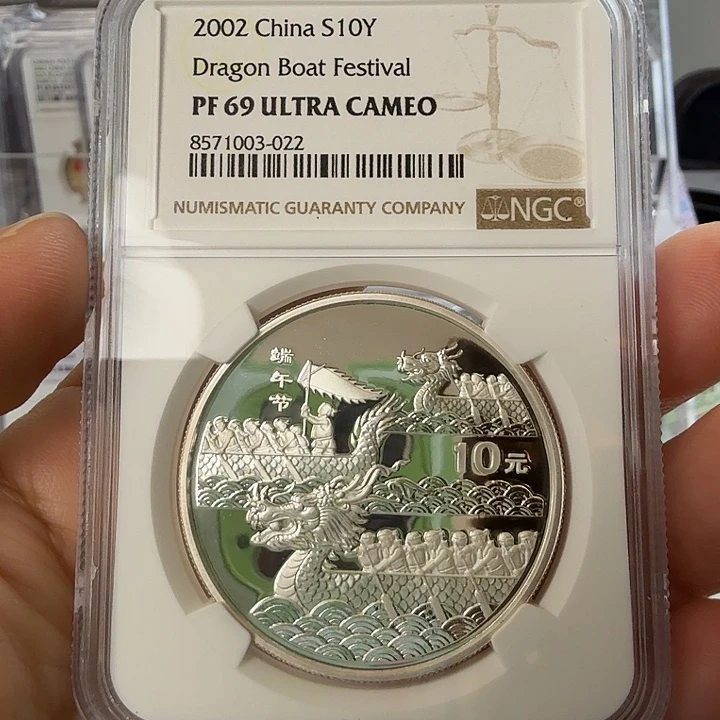 2002 China S10Y
Dragon Boat Festival
PF 69 ULTRA CAMEO
8571003-022
NUMISMATIC GUARANTY COMPANY
NGC®
端午节
10元